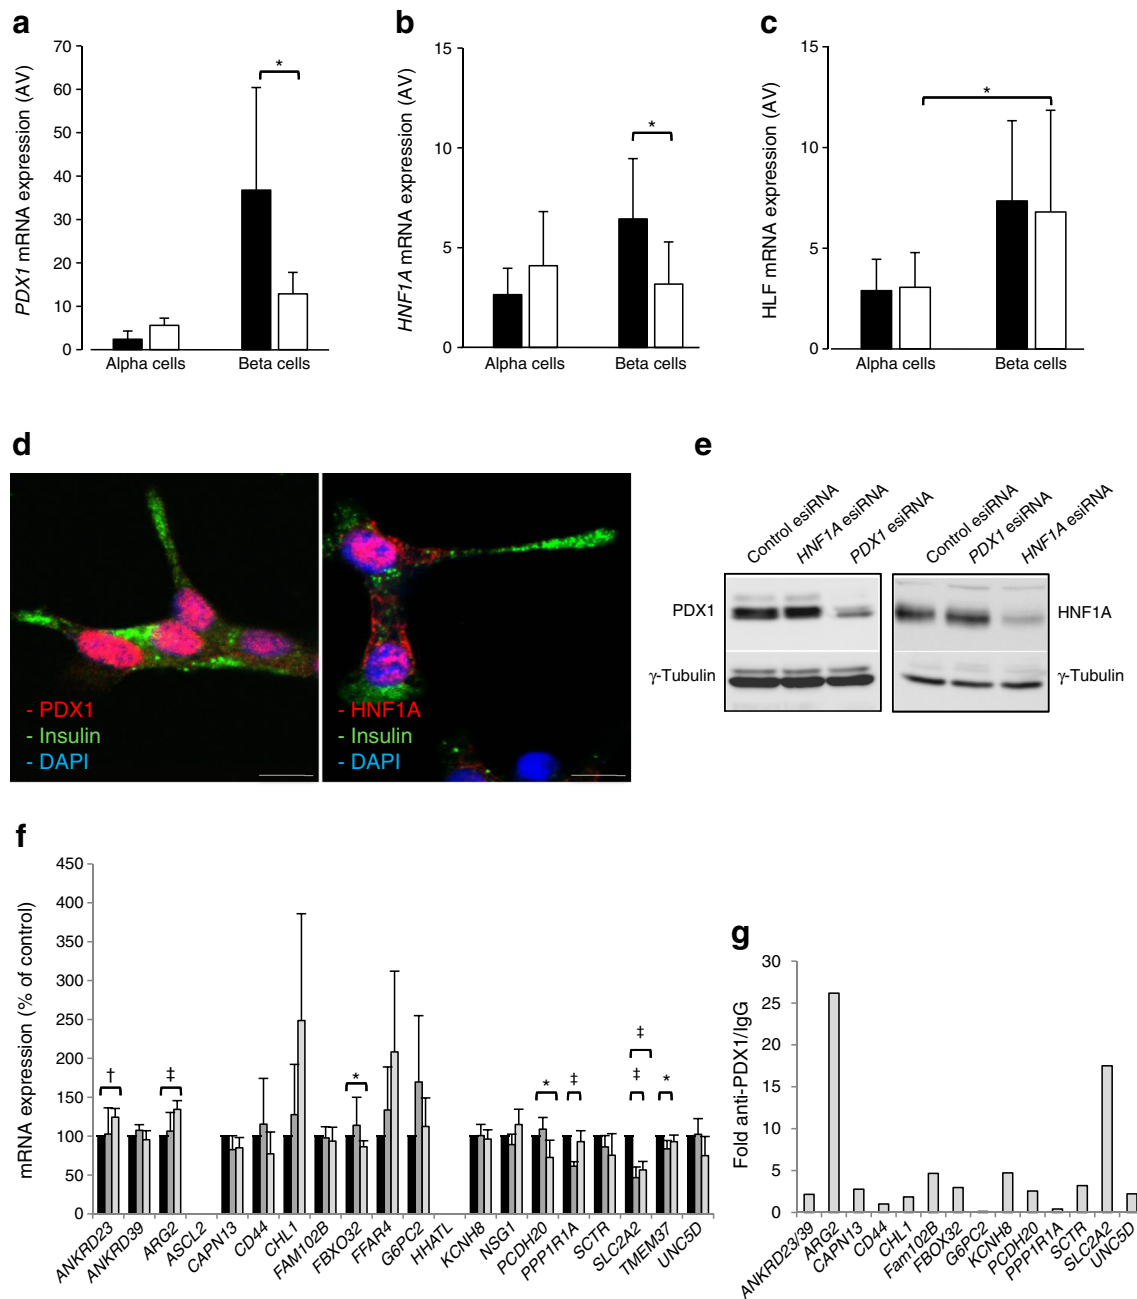 a
b
c
PDX1 mRNA expression (AV)
70
60
50
40
30
20
10
0
*
Alpha cells
Beta cells
HNF1A mRNA expression (AV)
15
10
5
0
*
Alpha cells
Beta cells
HLF mRNA expression (AV)
15
10
5
0
*
Alpha cells
Beta cells
d
- PDX1
- Insulin
- DAPI
- HNF1A
- Insulin
- DAPI
e
Control esiRNA
HNF1A esiRNA
PDX1 esiRNA
Control esiRNA
PDX1 esiRNA
HNF1A esiRNA
PDX1
HNF1A
γ-Tubulin
γ-Tubulin
f
mRNA expression (% of control)
450
400
350
300
250
200
150
100
50
0
†
‡
*
*
‡
‡
‡
*
ANKRD23
ANKRD39
ARG2
ASCL2
CAPN13
CD44
CHL1
FAM102B
FBXO32
FFAR4
G6PC2
HHATL
KCNH8
NSG1
PCDH20
PPP1R1A
SCTR
SLC2A2
TMEM37
UNC5D
g
Fold anti-PDX1/IgG
30
25
20
15
10
5
0
ANKRD23/39
ARG2
CAPN13
CD44
CHL1
Fam102B
FBOX32
G6PC2
KCNH8
PCDH20
PPP1R1A
SCTR
SLC2A2
UNC5D